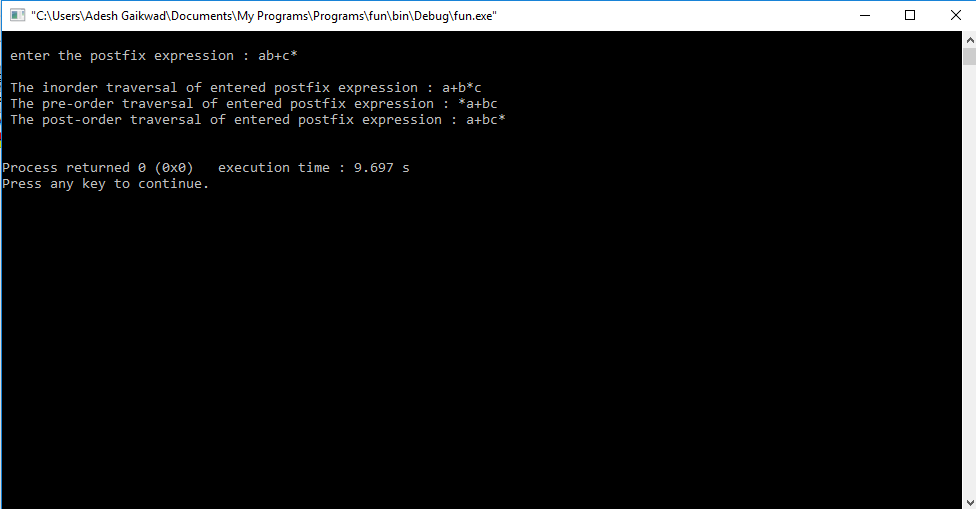 "C:\Users\Adesh Gaikwad\Documents\My Programs\Programs\fun\bin\Debug\fun.exe"
enter the postfix expression : ab+c*
The inorder traversal of entered postfix expression : a+b*c
The pre-order traversal of entered postfix expression : *a+bc
The post-order traversal of entered postfix expression : a+bc*
Process returned 0 (0x0)   execution time : 9.697 s
Press any key to continue.